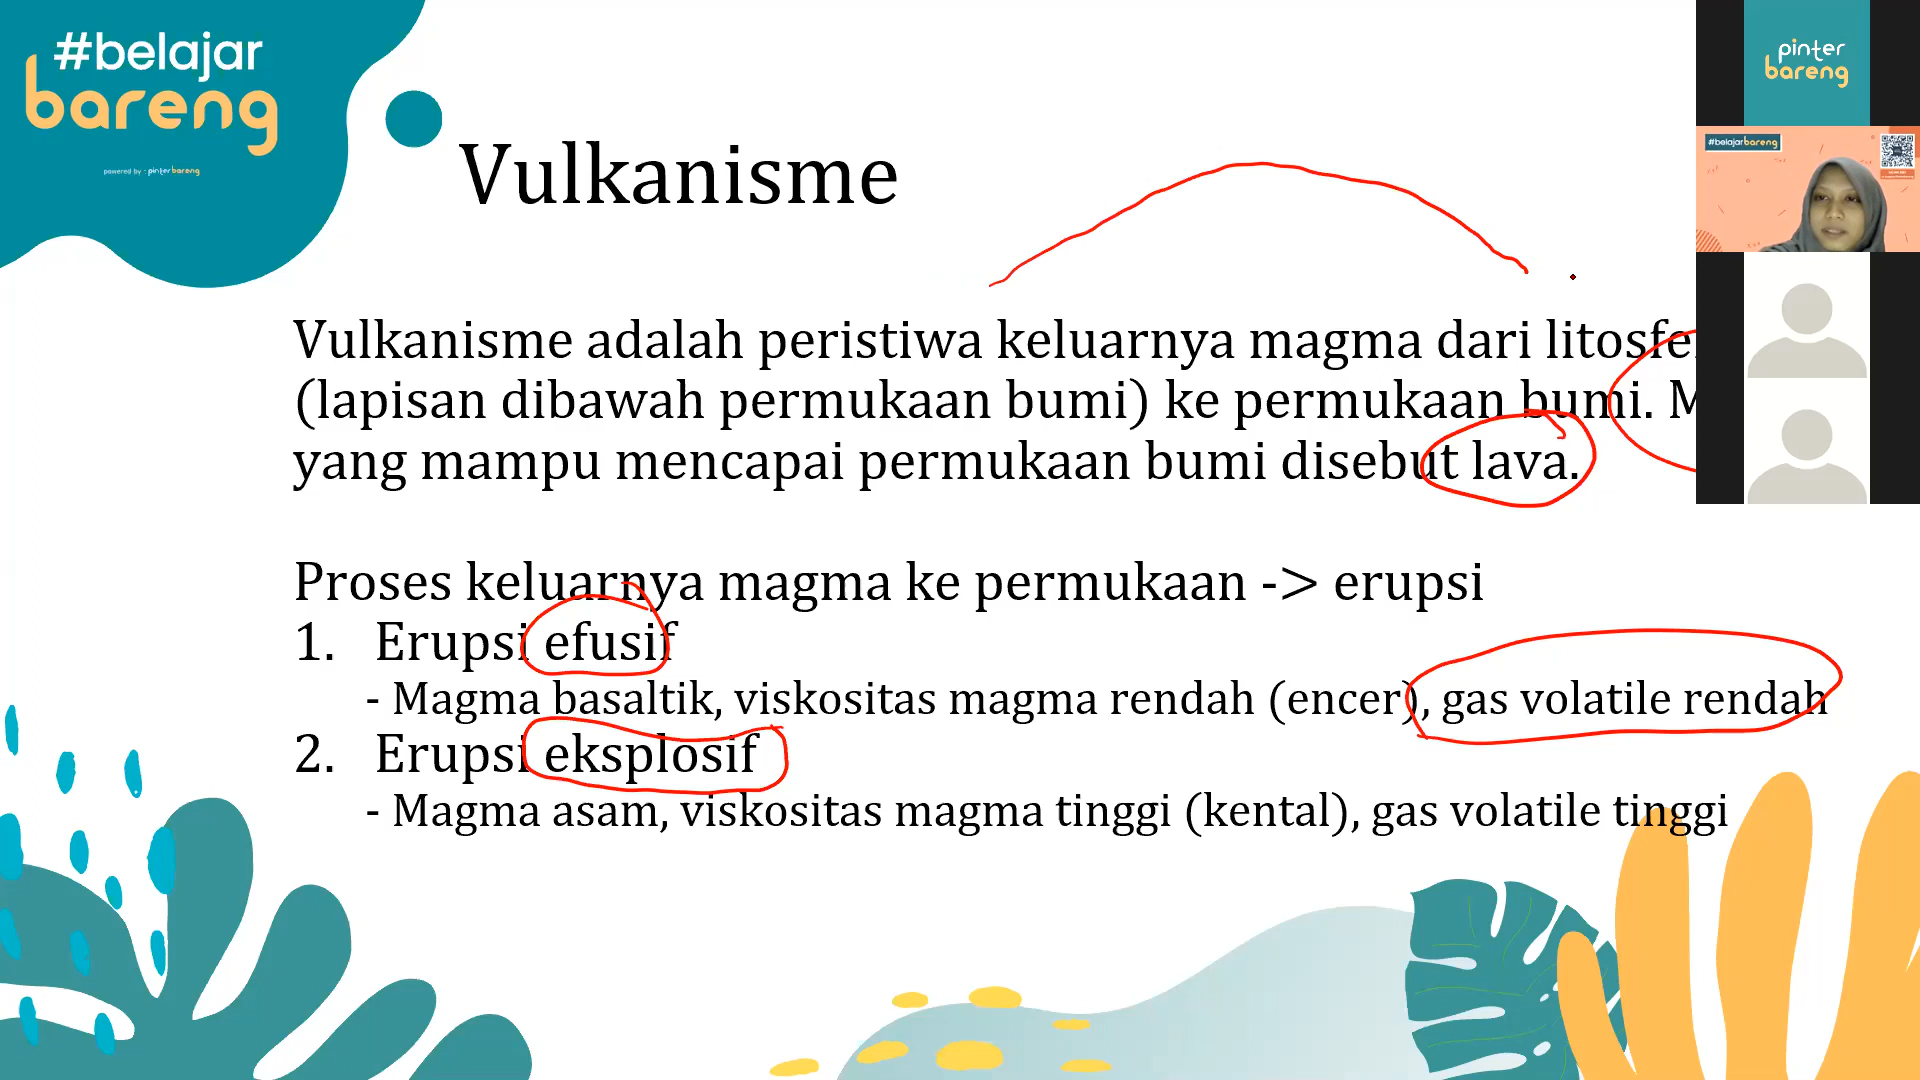 #belajar
bareng
powered by : pinterbareng
Vulkanisme
Vulkanisme adalah peristiwa keluarnya magma dari
(lapisan dibawah permukaan bumi) ke permukaan bumi.
yang mampu mencapai permukaan bumi disebut lava.
Proses keluarnya magma ke permukaan -> erupsi
1. Erupsi efusif
- Magma basaltik, viskositas magma rendah (encer), gas volatile rendah
2. Erupsi eksplosif
- Magma asam, viskositas magma tinggi (kental), gas volatile tinggi
pinter
bareng
#belajarbareng